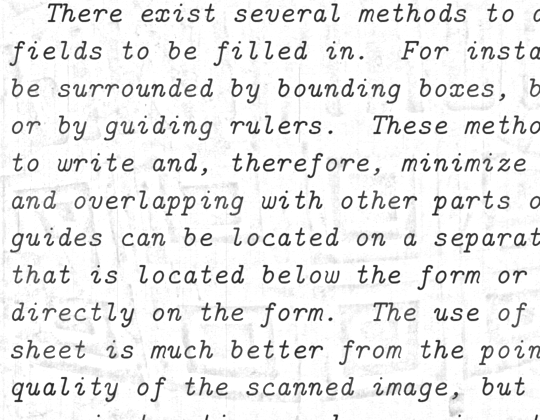 There exist several methods to
fields to be filled in. For insta
be surrounded by bounding boxes, b
or by guiding rulers. These metho
to write and, therefore, minimize
and overlapping with other parts o
guides can be located on a separat
that is located below the form or
directly on the form. The use of
sheet is much better from the poin
quality of the scanned image, but